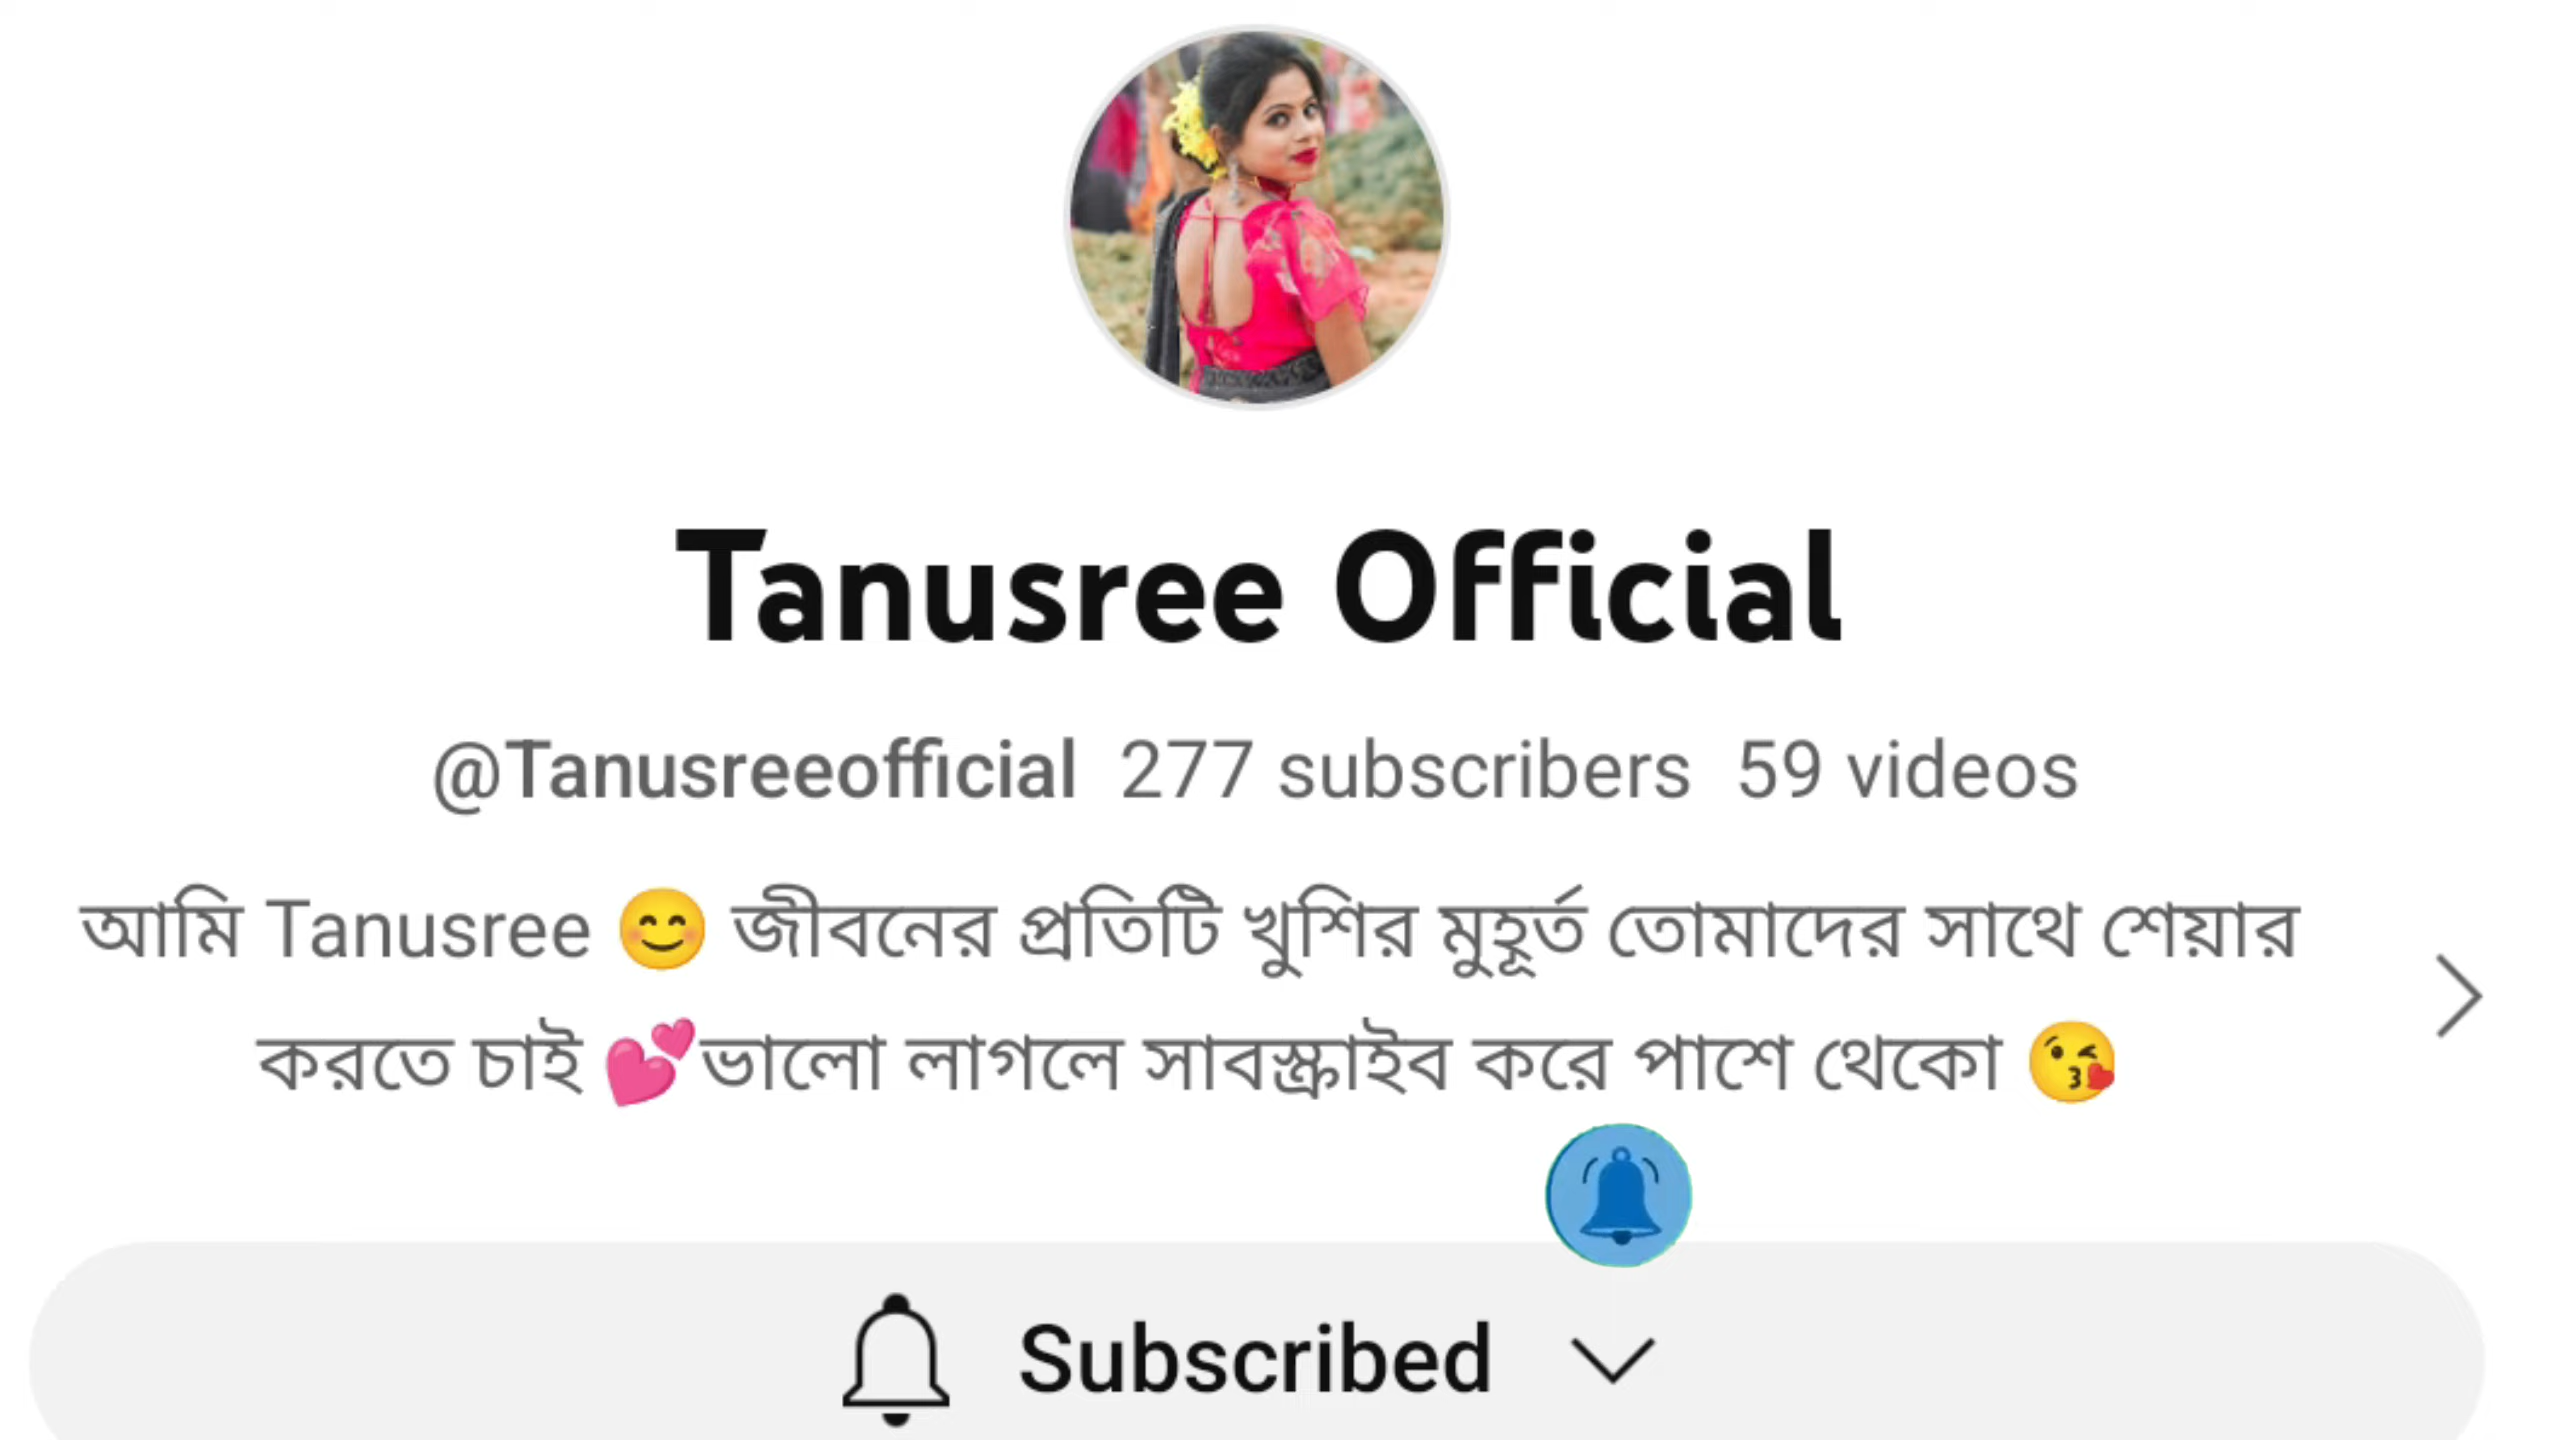 Tanusree Official
@Tanusreeofficial 277 subscribers 59 videos
আমি Tanusree 😊 জীবনের প্রতিটি খুশির মুহূর্ত তোমাদের সাথে শেয়ার
করতে চাই 💕ভালো লাগলে সাবস্ক্রাইব করে পাশে থেকো 😘
Subscribed